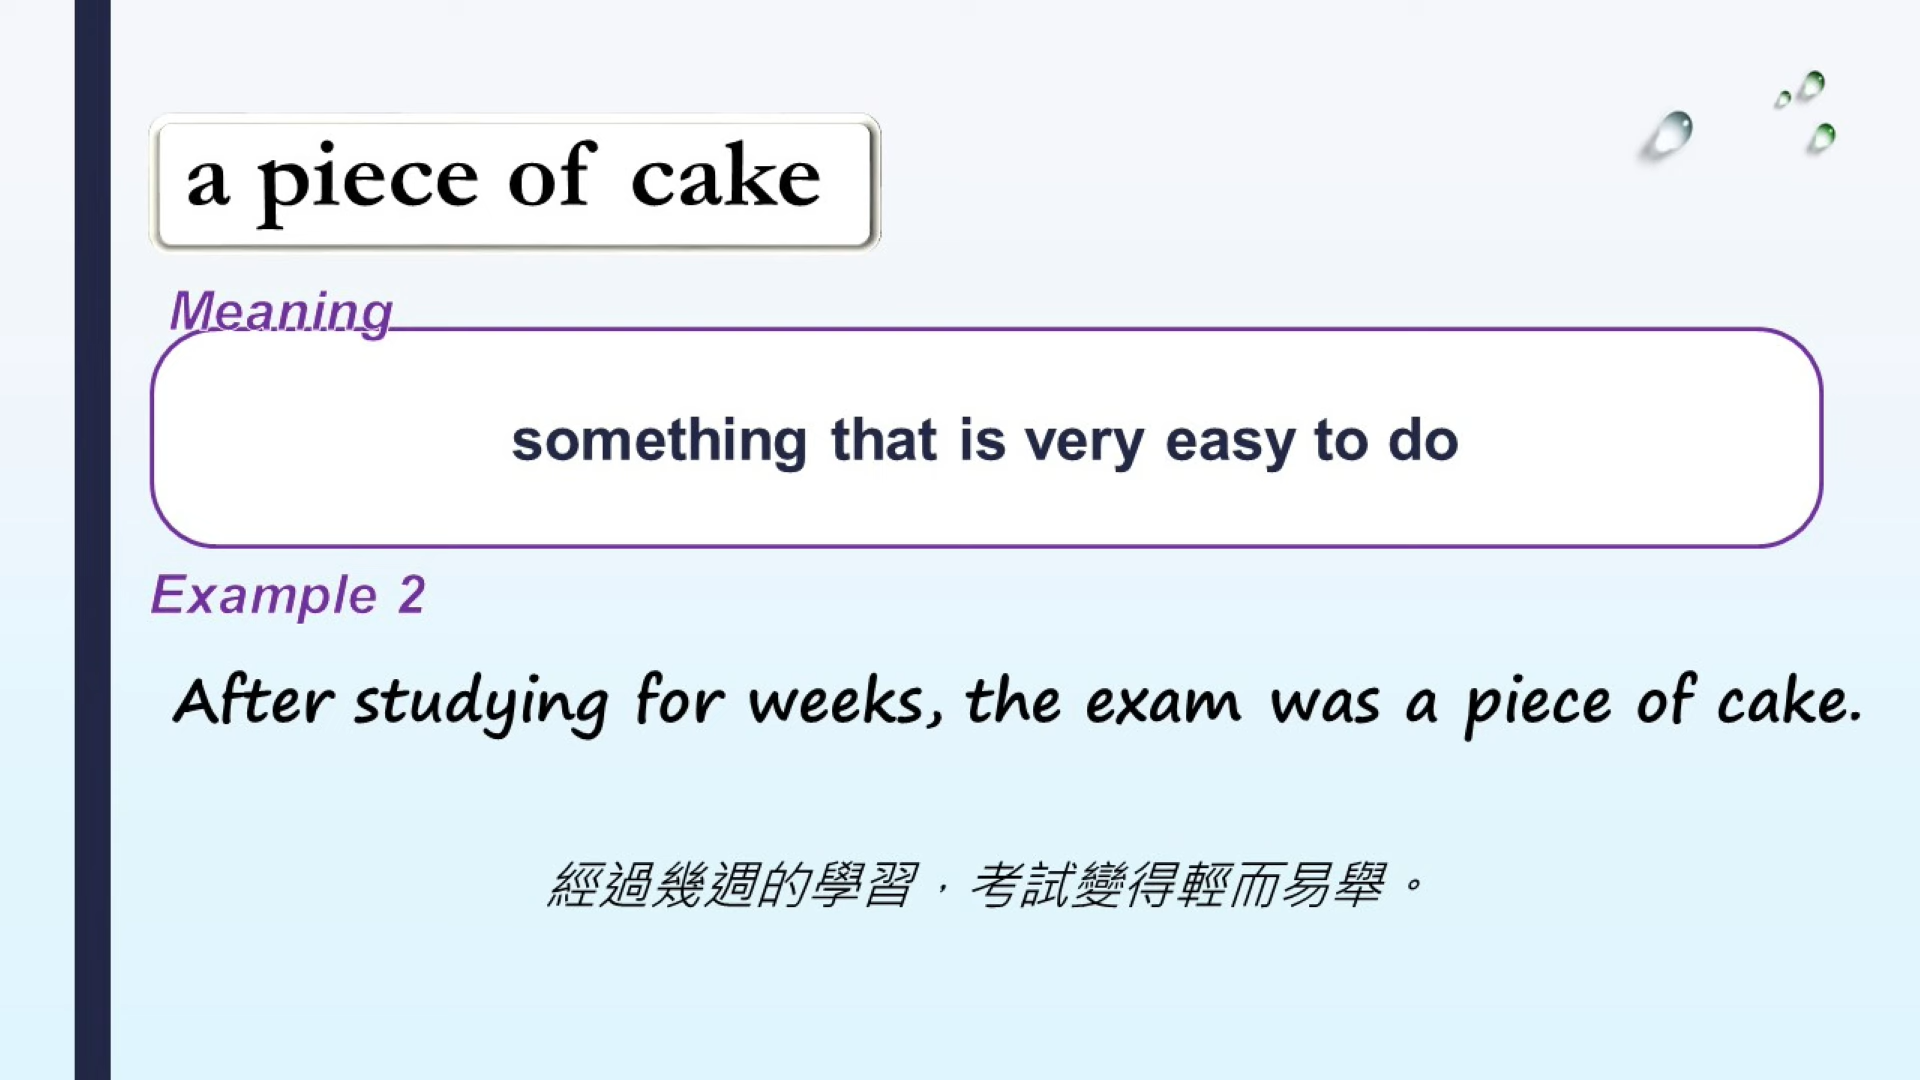 a piece of cake
Meaning
something that is very easy to do
Example 2
After studying for weeks, the exam was a piece of cake.
經過幾週的學習，考試變得輕而易舉。